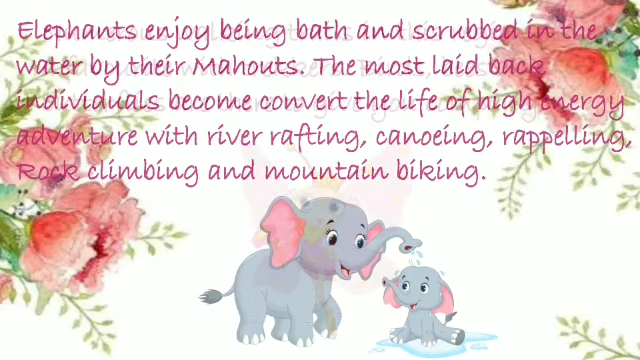 Elephants enjoy being bath and scrubbed in the
water by their Mahouts. The most laid back
individuals become convert the life of high energy
adventure with river rafting, canoeing, rappelling,
Rock climbing and mountain biking.